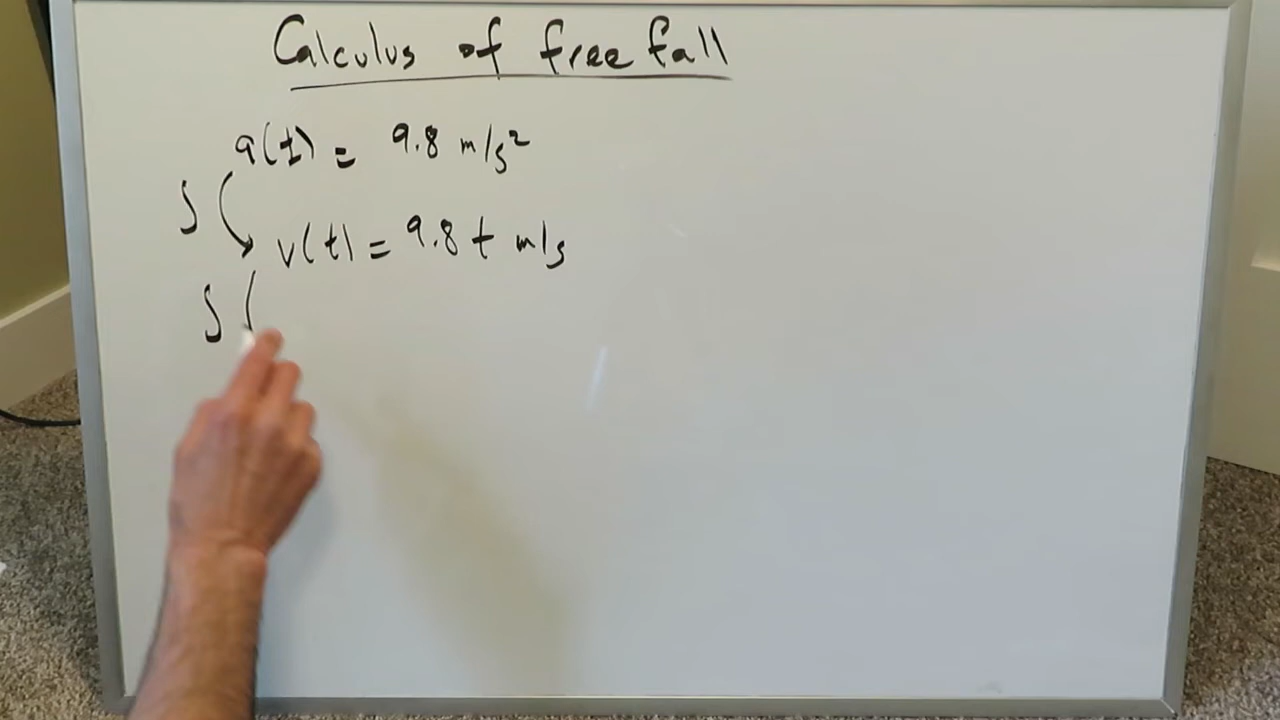 Calculus of free fall
a(t) = 9.8 m/s²
∫
v(t) = 9.8 t m/s
∫